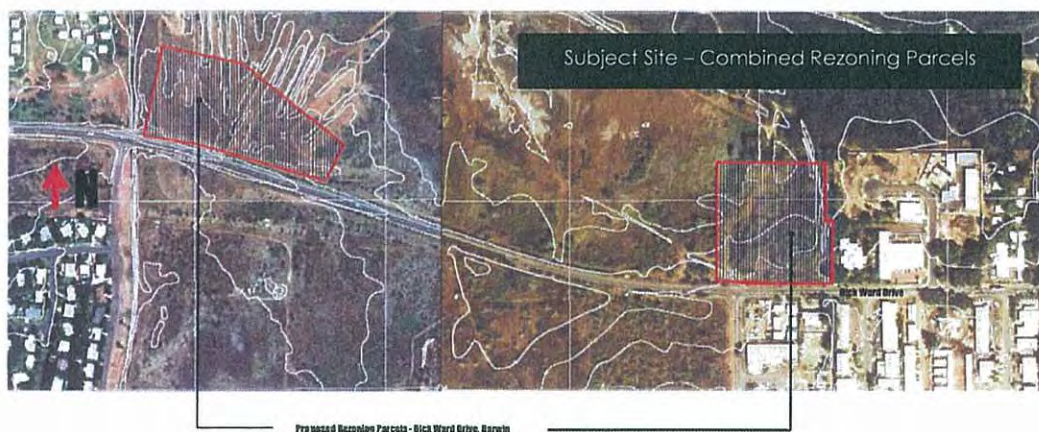 Subject Site – Combined Rezoning Parcels
N
Dick Ward Drive
Proposed Rezoning Parcels - Dick Ward Drive, Darwin